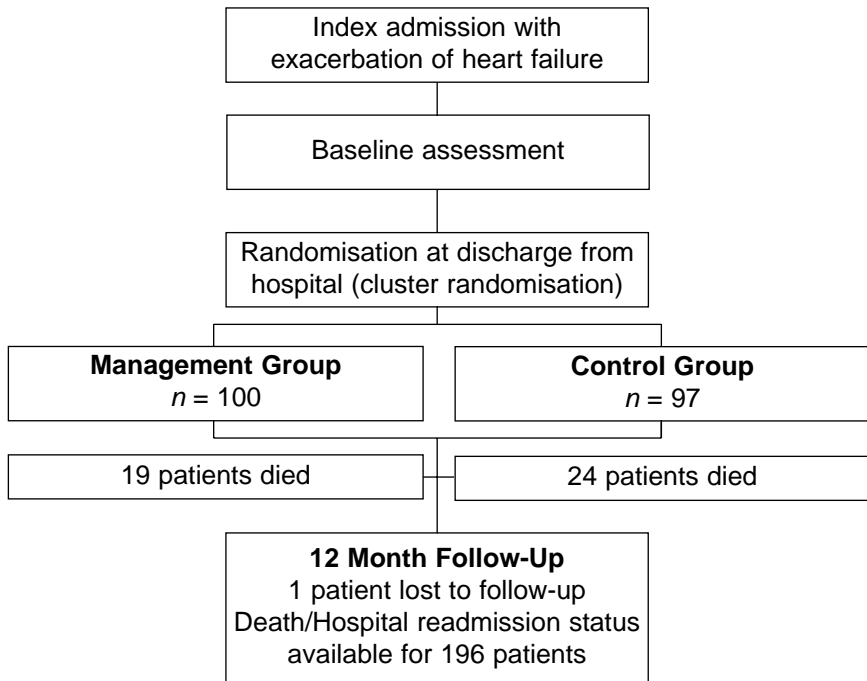 Index admission with
exacerbation of heart failure
Baseline assessment
Randomisation at discharge from
hospital (cluster randomisation)
Management Group
n = 100
Control Group
n = 97
19 patients died
24 patients died
12 Month Follow-Up
1 patient lost to follow-up
Death/Hospital readmission status
available for 196 patients